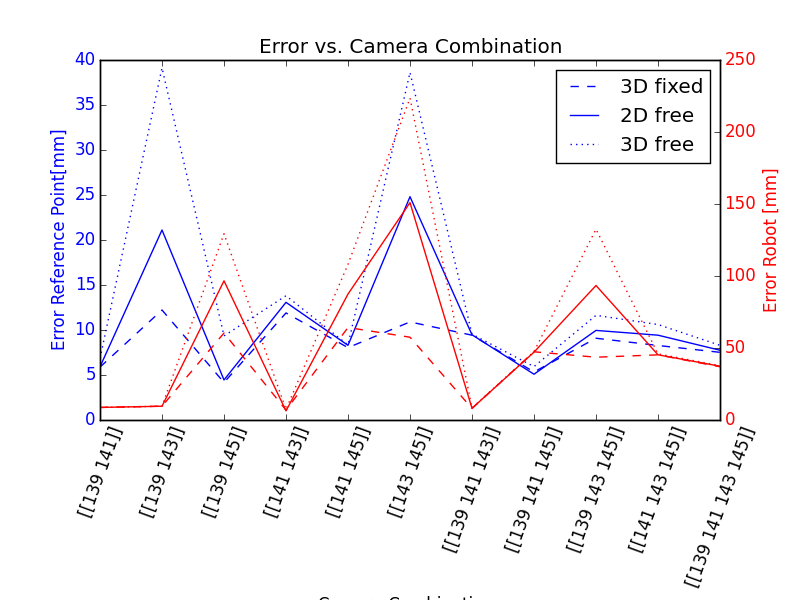 Error vs. Camera Combination
40
35
30
25
20
15
10
5
0
Error Reference Point[mm]
250
200
150
100
50
0
Error Robot [mm]
3D fixed
2D free
3D free
[[139 141]]
[[139 143]]
[[139 145]]
[[141 143]]
[[141 145]]
[[143 145]]
[[139 141 143]]
[[139 141 145]]
[[139 143 145]]
[[141 143 145]]
[[139 141 143 145]]
Camera Combination